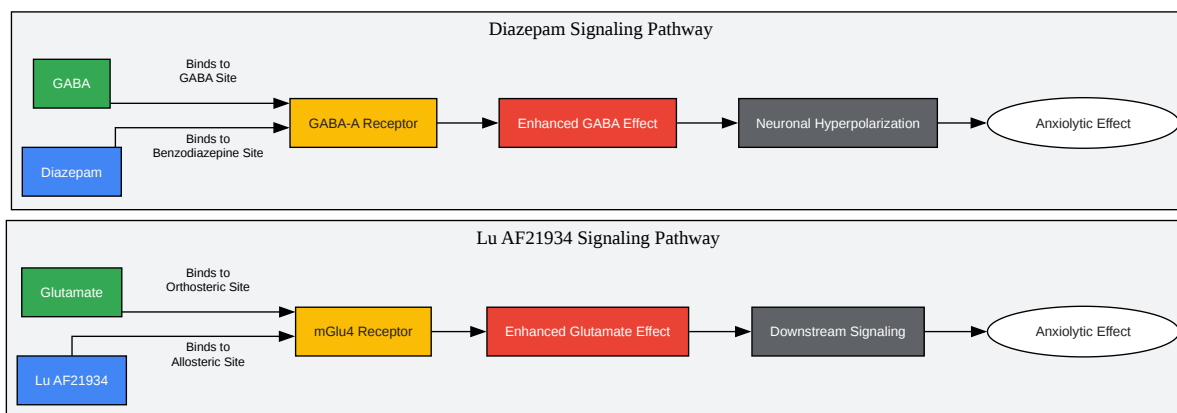 Diazepam Signaling Pathway
GABA
Binds to
GABA Site
GABA-A Receptor
Enhanced GABA Effect
Neuronal Hyperpolarization
Anxiolytic Effect
Diazepam
Binds to
Benzodiazepine Site
Lu AF21934 Signaling Pathway
Glutamate
Binds to
Orthosteric Site
mGlu4 Receptor
Enhanced Glutamate Effect
Downstream Signaling
Anxiolytic Effect
Lu AF21934
Binds to
Allosteric Site